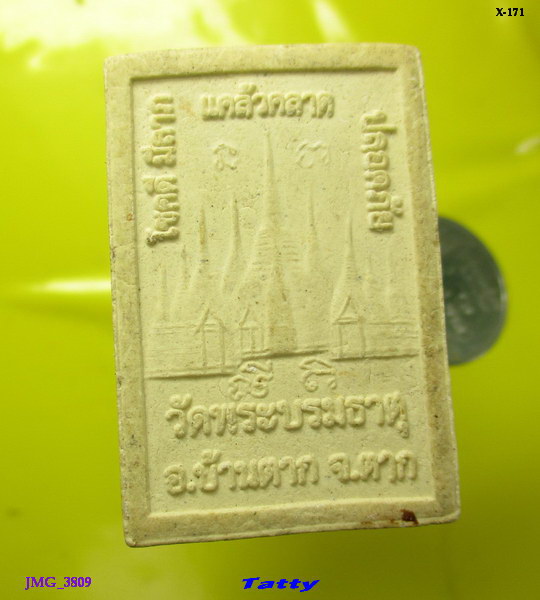 X-171
แคล้วคลาด
โชคดี มีลาภ
ปลอดภัย
วัดพระบรมธาตุ
อ.บ้านตาก จ.ตาก
JMG_3809
Tatty